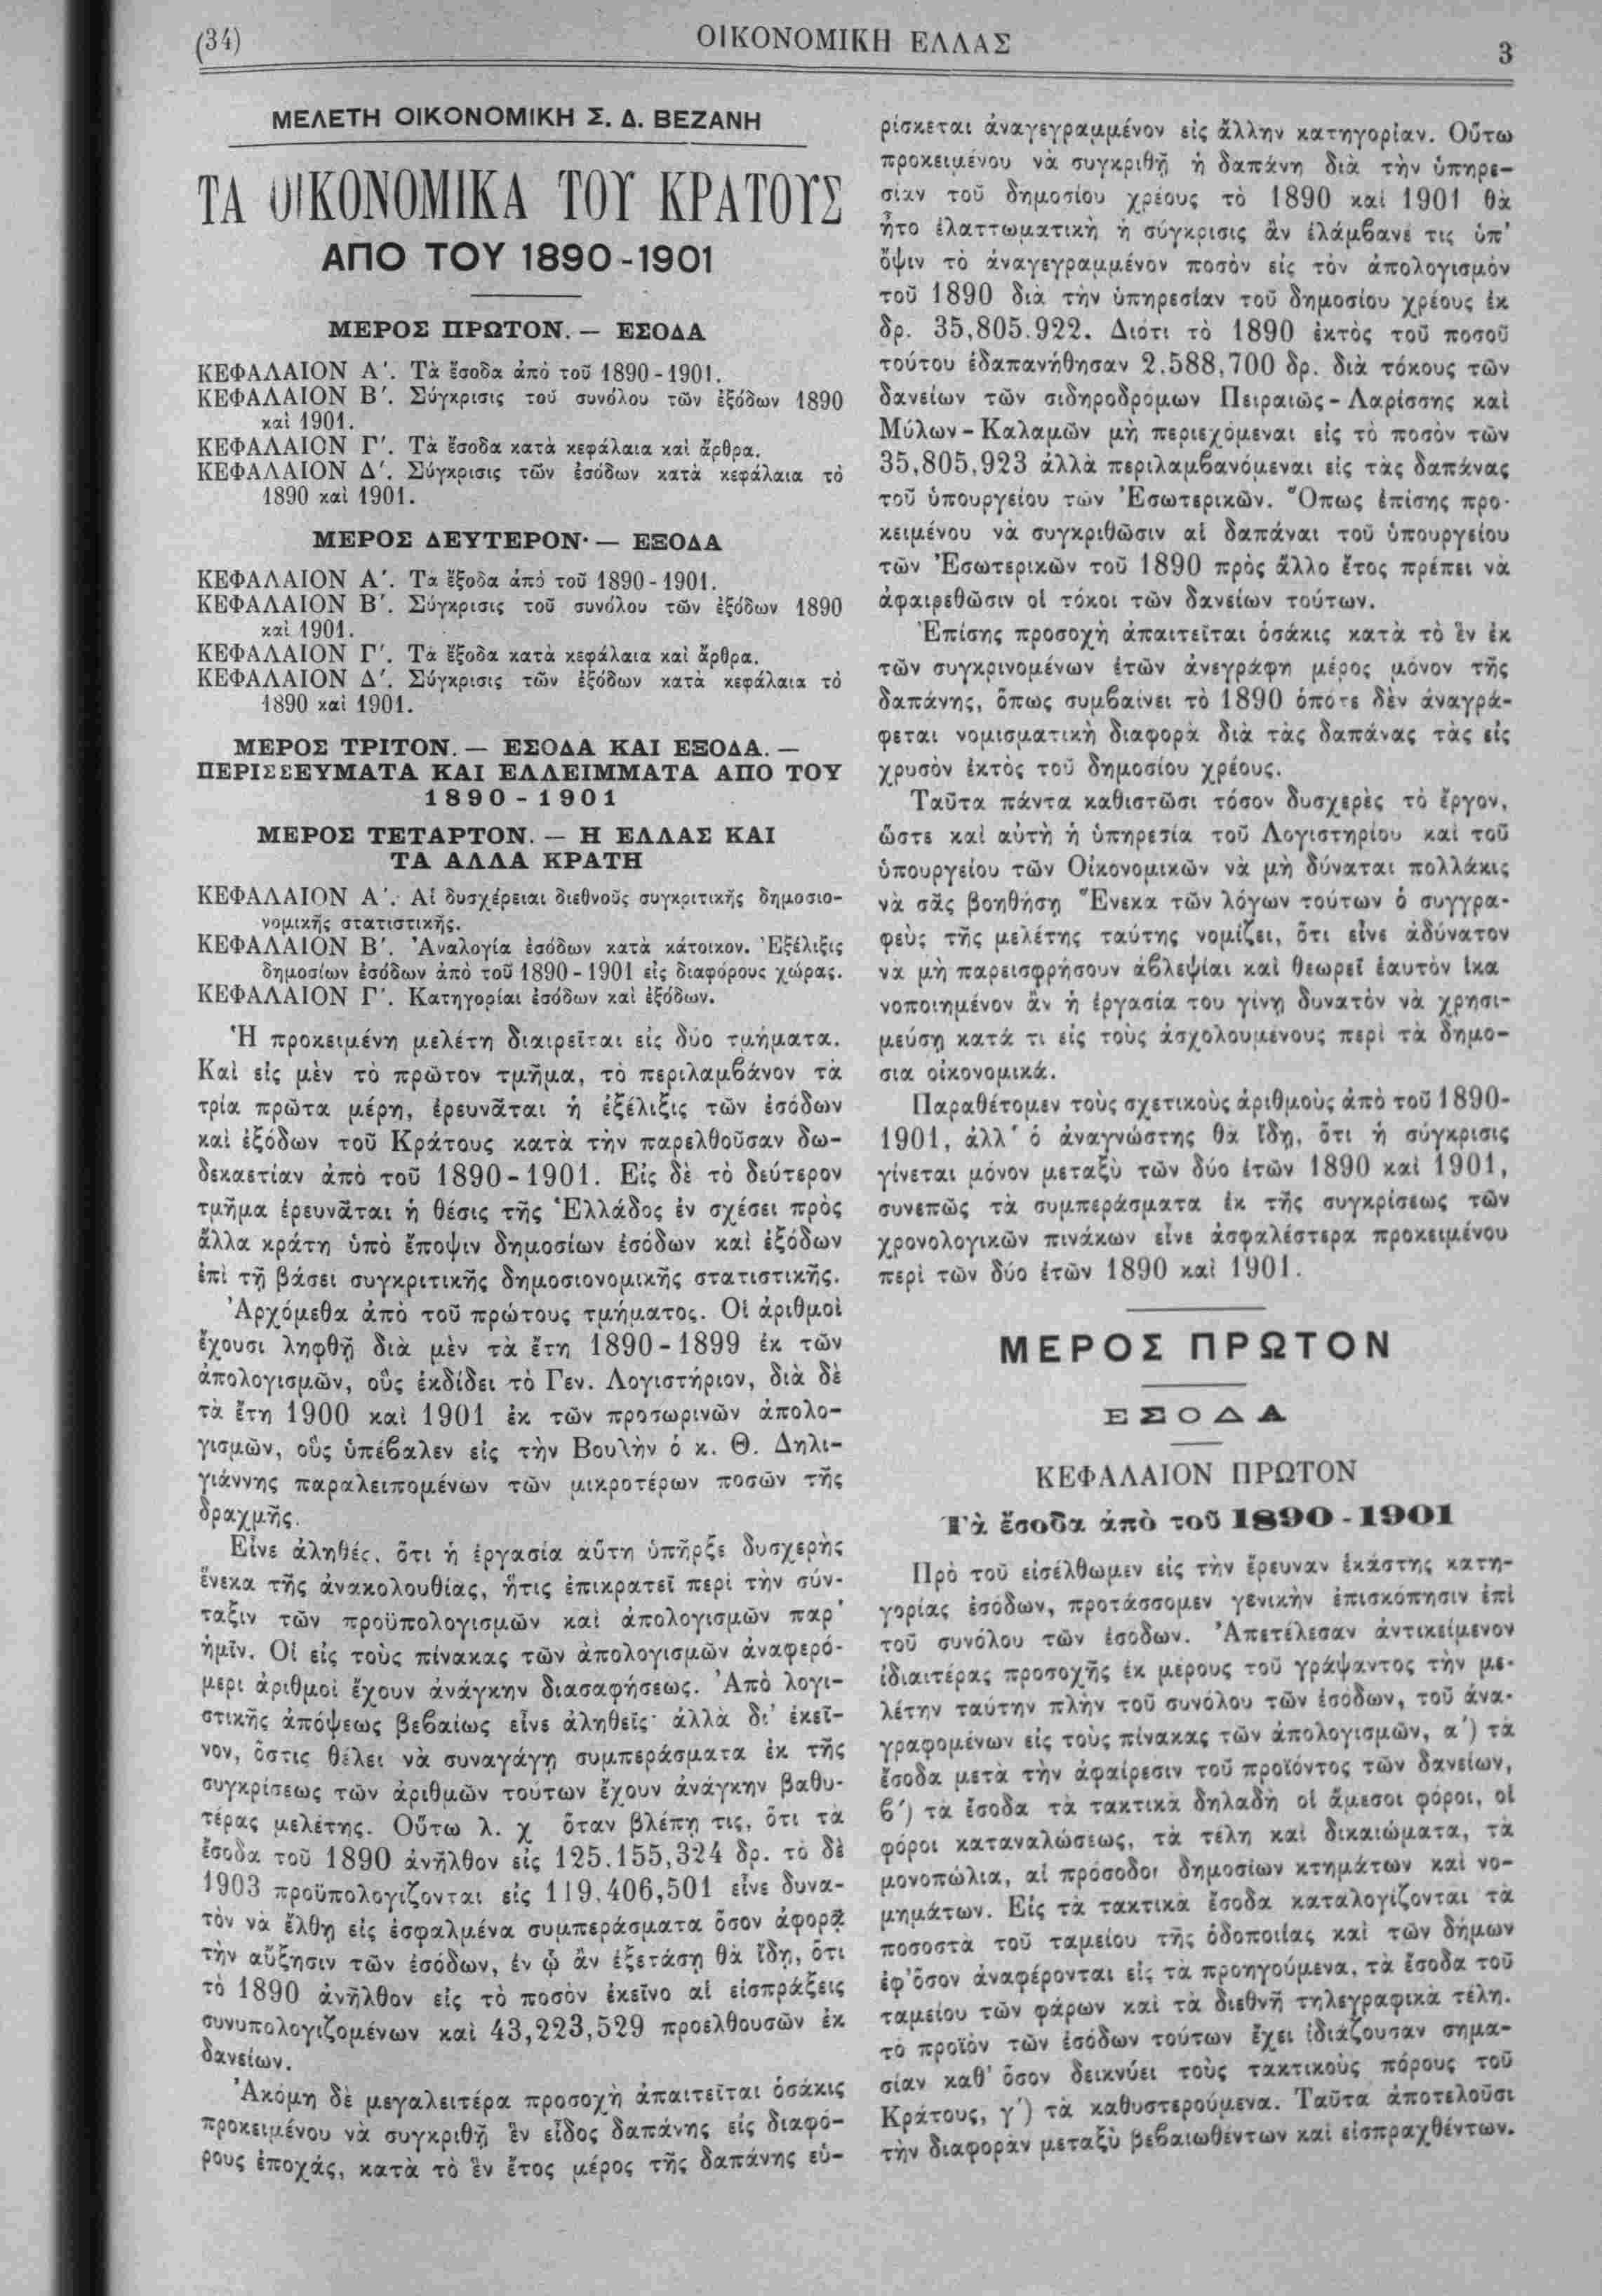 (34)
ΟΙΚΟΝΟΜΙΚΗ ΕΛΛΑΣ
3
ΜΕΛΕΤΗ ΟΙΚΟΝΟΜΙΚΗ Σ. Δ. ΒΕΖΑΝΗ
ΤΑ ΟΙΚΟΝΟΜΙΚΑ ΤΟΥ ΚΡΑΤΟΥΣ
ΑΠΟ ΤΟΥ 1890-1901
ΜΕΡΟΣ ΠΡΩΤΟΝ. — ΕΣΟΔΑ
ΚΕΦΑΛΑΙΟΝ Α΄. Τὰ ἔσοδα ἀπὸ τοῦ 1890-1901.
ΚΕΦΑΛΑΙΟΝ Β΄. Σύγκρισις τοῦ συνόλου τῶν ἐξόδων 1890
καὶ 1901.
ΚΕΦΑΛΑΙΟΝ Γ΄. Τὰ ἔσοδα κατὰ κεφάλαια καὶ ἄρθρα.
ΚΕΦΑΛΑΙΟΝ Δ΄. Σύγκρισις τῶν ἐσόδων κατὰ κεφάλαια τὸ
1890 καὶ 1901.
ΜΕΡΟΣ ΔΕΥΤΕΡΟΝ· — ΕΞΟΔΑ
ΚΕΦΑΛΑΙΟΝ Α΄. Τὰ ἔξοδα ἀπὸ τοῦ 1890-1901.
ΚΕΦΑΛΑΙΟΝ Β΄. Σύγκρισις τοῦ συνόλου τῶν ἐξόδων 1890
καὶ 1901.
ΚΕΦΑΛΑΙΟΝ Γ΄. Τὰ ἔξοδα κατὰ κεφάλαια καὶ ἄρθρα.
ΚΕΦΑΛΑΙΟΝ Δ΄. Σύγκρισις τῶν ἐξόδων κατὰ κεφάλαια τὸ
1890 καὶ 1901.
ΜΕΡΟΣ ΤΡΙΤΟΝ. — ΕΣΟΔΑ ΚΑΙ ΕΞΟΔΑ. —
ΠΕΡΙΣΣΕΥΜΑΤΑ ΚΑΙ ΕΛΛΕΙΜΜΑΤΑ ΑΠΟ ΤΟΥ
1890 - 1901
ΜΕΡΟΣ ΤΕΤΑΡΤΟΝ. — Η ΕΛΛΑΣ ΚΑΙ
ΤΑ ΑΛΛΑ ΚΡΑΤΗ
ΚΕΦΑΛΑΙΟΝ Α΄. Αἱ δυσχέρειαι διεθνοῦς συγκριτικῆς δημοσιο-
νομικῆς στατιστικῆς.
ΚΕΦΑΛΑΙΟΝ Β΄. Ἀναλογία ἐσόδων κατὰ κάτοικον. Ἐξέλιξις
δημοσίων ἐσόδων ἀπὸ τοῦ 1890-1901 εἰς διαφόρους χώρας.
ΚΕΦΑΛΑΙΟΝ Γ΄. Κατηγορίαι ἐσόδων καὶ ἐξόδων.
Ἡ προκειμένη μελέτη διαιρεῖται εἰς δύο τμήματα.
Καὶ εἰς μὲν τὸ πρῶτον τμῆμα, τὸ περιλαμβάνον τὰ
τρία πρῶτα μέρη, ἐρευνᾶται ἡ ἐξέλιξις τῶν ἐσόδων
καὶ ἐξόδων τοῦ Κράτους κατὰ τὴν παρελθοῦσαν δω-
δεκαετίαν ἀπὸ τοῦ 1890-1901. Εἰς δὲ τὸ δεύτερον
τμῆμα ἐρευνᾶται ἡ θέσις τῆς Ἑλλάδος ἐν σχέσει πρὸς
ἄλλα κράτη ὑπὸ ἔποψιν δημοσίων ἐσόδων καὶ ἐξόδων
ἐπὶ τῇ βάσει συγκριτικῆς δημοσιονομικῆς στατιστικῆς.
Ἀρχόμεθα ἀπὸ τοῦ πρώτους τμήματος. Οἱ ἀριθμοὶ
ἔχουσι ληφθῇ διὰ μὲν τὰ ἔτη 1890-1899 ἐκ τῶν
ἀπολογισμῶν, οὓς ἐκδίδει τὸ Γεν. Λογιστήριον, διὰ δὲ
τὰ ἔτη 1900 καὶ 1901 ἐκ τῶν προσωρινῶν ἀπολο-
γισμῶν, οὓς ὑπέβαλεν εἰς τὴν Βουλὴν ὁ κ. Θ. Δηλι-
γιάννης παραλειπομένων τῶν μικροτέρων ποσῶν τῆς
δραχμῆς.
Εἶνε ἀληθές, ὅτι ἡ ἐργασία αὕτη ὑπῆρξε δυσχερὴς
ἕνεκα τῆς ἀνακολουθίας, ἥτις ἐπικρατεῖ περὶ τὴν σύν-
ταξιν τῶν προϋπολογισμῶν καὶ ἀπολογισμῶν παρ'
ἡμῖν. Οἱ εἰς τοὺς πίνακας τῶν ἀπολογισμῶν ἀναφερό-
μεροι ἀριθμοὶ ἔχουν ἀνάγκην διασαφήσεως. Ἀπὸ λογι-
στικῆς ἀπόψεως βεβαίως εἶνε ἀληθεῖς· ἀλλὰ δι' ἐκεῖ-
νον, ὅστις θέλει νὰ συναγάγῃ συμπεράσματα ἐκ τῆς
συγκρίσεως τῶν ἀριθμῶν τούτων ἔχουν ἀνάγκην βαθυ-
τέρας μελέτης. Οὕτω λ. χ ὅταν βλέπῃ τις, ὅτι τὰ
ἔσοδα τοῦ 1890 ἀνῆλθον εἰς 125.155,324 δρ. τὸ δὲ
1903 προϋπολογίζονται εἰς 119,406,501 εἶνε δυνα-
τὸν νὰ ἔλθῃ εἰς ἐσφαλμένα συμπεράσματα ὅσον ἀφορᾷ
τὴν αὔξησιν τῶν ἐσόδων, ἐν ᾧ ἂν ἐξετάσῃ θὰ ἴδῃ, ὅτι
τὸ 1890 ἀνῆλθον εἰς τὸ ποσὸν ἐκεῖνο αἱ εἰσπράξεις
συνυπολογιζομένων καὶ 43,223,529 προελθουσῶν ἐκ
δανείων.
Ἀκόμη δὲ μεγαλειτέρα προσοχὴ ἀπαιτεῖται ὁσάκις
προκειμένου νὰ συγκριθῇ ἓν εἶδος δαπάνης εἰς διαφό-
ρους ἐποχάς, κατὰ τὸ ἓν ἔτος μέρος τῆς δαπάνης εὑ-
ρίσκεται ἀναγεγραμμένον εἰς ἄλλην κατηγορίαν. Οὕτω
προκειμένου νὰ συγκριθῇ ἡ δαπάνη διὰ τὴν ὑπηρε-
σίαν τοῦ δημοσίου χρέους τὸ 1890 καὶ 1901 θὰ
ἦτο ἐλαττωματικὴ ἡ σύγκρισις ἂν ἐλάμβανέ τις ὑπ'
ὄψιν τὸ ἀναγεγραμμένον ποσὸν εἰς τὸν ἀπολογισμὸν
τοῦ 1890 διὰ τὴν ὑπηρεσίαν τοῦ δημοσίου χρέους ἐκ
δρ. 35,805.922. Διότι τὸ 1890 ἐκτὸς τοῦ ποσοῦ
τούτου ἐδαπανήθησαν 2.588,700 δρ. διὰ τόκους τῶν
δανείων τῶν σιδηροδρομων Πειραιῶς-Λαρίσσης καὶ
Μύλων-Καλαμῶν μὴ περιεχόμεναι εἰς τὸ ποσὸν τῶν
35,805,923 ἀλλὰ περιλαμβανόμεναι εἰς τὰς δαπάνας
τοῦ ὑπουργείου τῶν Ἐσωτερικῶν. Ὅπως ἐπίσης προ-
κειμένου νὰ συγκριθῶσιν αἱ δαπάναι τοῦ ὑπουργείου
τῶν Ἐσωτερικῶν τοῦ 1890 πρὸς ἄλλο ἔτος πρέπει νὰ
ἀφαιρεθῶσιν οἱ τόκοι τῶν δανείων τούτων.
Ἐπίσης προσοχὴ ἀπαιτεῖται ὁσάκις κατὰ τὸ ἓν ἐκ
τῶν συγκρινομένων ἐτῶν ἀνεγράφη μέρος μόνον τῆς
δαπάνης, ὅπως συμβαίνει τὸ 1890 ὁπότε δὲν ἀναγρά-
φεται νομισματικὴ διαφορὰ διὰ τὰς δαπάνας τὰς εἰς
χρυσὸν ἐκτὸς τοῦ δημοσίου χρέους.
Ταῦτα πάντα καθιστῶσι τόσον δυσχερὲς τὸ ἔργον,
ὥστε καὶ αὐτὴ ἡ ὑπηρεσία τοῦ Λογιστηρίου καὶ τοῦ
ὑπουργείου τῶν Οἰκονομικῶν νὰ μὴ δύναται πολλάκις
νὰ σᾶς βοηθήσῃ Ἕνεκα τῶν λόγων τούτων ὁ συγγρα-
φεὺς τῆς μελέτης ταύτης νομίζει, ὅτι εἶνε ἀδύνατον
νὰ μὴ παρεισφρήσουν ἀβλεψίαι καὶ θεωρεῖ ἑαυτὸν ἱκα
νοποιημένον ἂν ἡ ἐργασία του γίνῃ δυνατὸν νὰ χρησι-
μεύσῃ κατά τι εἰς τοὺς ἀσχολουμένους περὶ τὰ δημο-
σια οἰκονομικά.
Παραθέτομεν τοὺς σχετικοὺς ἀριθμοὺς ἀπὸ τοῦ 1890-
1901, ἀλλ' ὁ ἀναγνώστης θὰ ἴδῃ, ὅτι ἡ σύγκρισις
γίνεται μόνον μεταξὺ τῶν δύο ἐτῶν 1890 καὶ 1901,
συνεπῶς τὰ συμπεράσματα ἐκ τῆς συγκρίσεως τῶν
χρονολογικῶν πινάκων εἶνε ἀσφαλέστερα προκειμένου
περὶ τῶν δύο ἐτῶν 1890 καὶ 1901.
ΜΕΡΟΣ ΠΡΩΤΟΝ
ΕΣΟΔΑ
ΚΕΦΑΛΑΙΟΝ ΠΡΩΤΟΝ
Τὰ ἔσοδα ἀπὸ τοῦ 1890-1901
Πρὸ τοῦ εἰσέλθωμεν εἰς τὴν ἔρευναν ἑκάστης κατη-
γορίας ἐσόδων, προτάσσομεν γενικὴν ἐπισκόπησιν ἐπὶ
τοῦ συνόλου τῶν ἐσόδων. Ἀπετέλεσαν ἀντικείμενον
ἰδιαιτέρας προσοχῆς ἐκ μέρους τοῦ γράψαντος τὴν με-
λέτην ταύτην πλὴν τοῦ συνόλου τῶν ἐσόδων, τοῦ ἀνα-
γραφομένων εἰς τοὺς πίνακας τῶν ἀπολογισμῶν, α΄) τὰ
ἔσοδα μετὰ τὴν ἀφαίρεσιν τοῦ προϊόντος τῶν δανείων,
β΄) τὰ ἔσοδα τὰ τακτικὰ δηλαδὴ οἱ ἄμεσοι φόροι, οἱ
φόροι καταναλώσεως, τὰ τέλη καὶ δικαιώματα, τὰ
μονοπώλια, αἱ πρόσοδοι δημοσίων κτημάτων καὶ νο-
μημάτων. Εἰς τὰ τακτικὰ ἔσοδα καταλογίζονται τὰ
ποσοστὰ τοῦ ταμείου τῆς ὁδοποιίας καὶ τῶν δήμων
ἐφ'ὅσον ἀναφέρονται εἰς τὰ προηγούμενα, τὰ ἔσοδα τοῦ
ταμείου τῶν φάρων καὶ τὰ διεθνῆ τηλεγραφικὰ τέλη.
τὸ προϊὸν τῶν ἐσόδων τούτων ἔχει ἰδιάζουσαν σημα-
σίαν καθ' ὅσον δεικνύει τοὺς τακτικοὺς πόρους τοῦ
Κράτους, γ΄) τὰ καθυστερούμενα. Ταῦτα ἀποτελοῦσι
τὴν διαφορὰν μεταξὺ βεβαιωθέντων καὶ εἰσπραχθέντων.